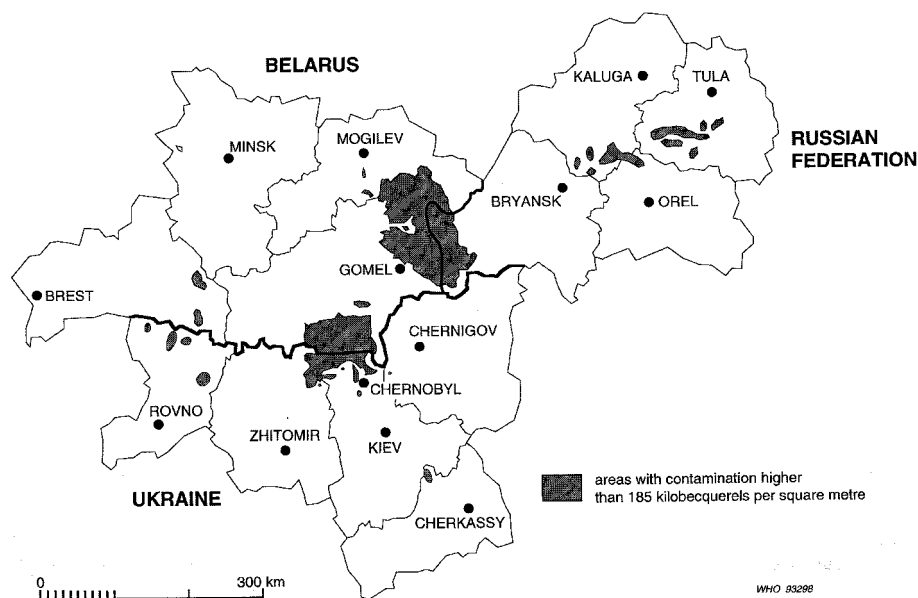 BELARUS
KALUGA
TULA
MINSK
MOGILEV
RUSSIAN
FEDERATION
BRYANSK
OREL
GOMEL
BREST
CHERNIGOV
CHERNOBYL
ROVNO
ZHITOMIR
KIEV
UKRAINE
areas with contamination higher
than 185 kilobecquerels per square metre
CHERKASSY
0 300 km
WHO 93298